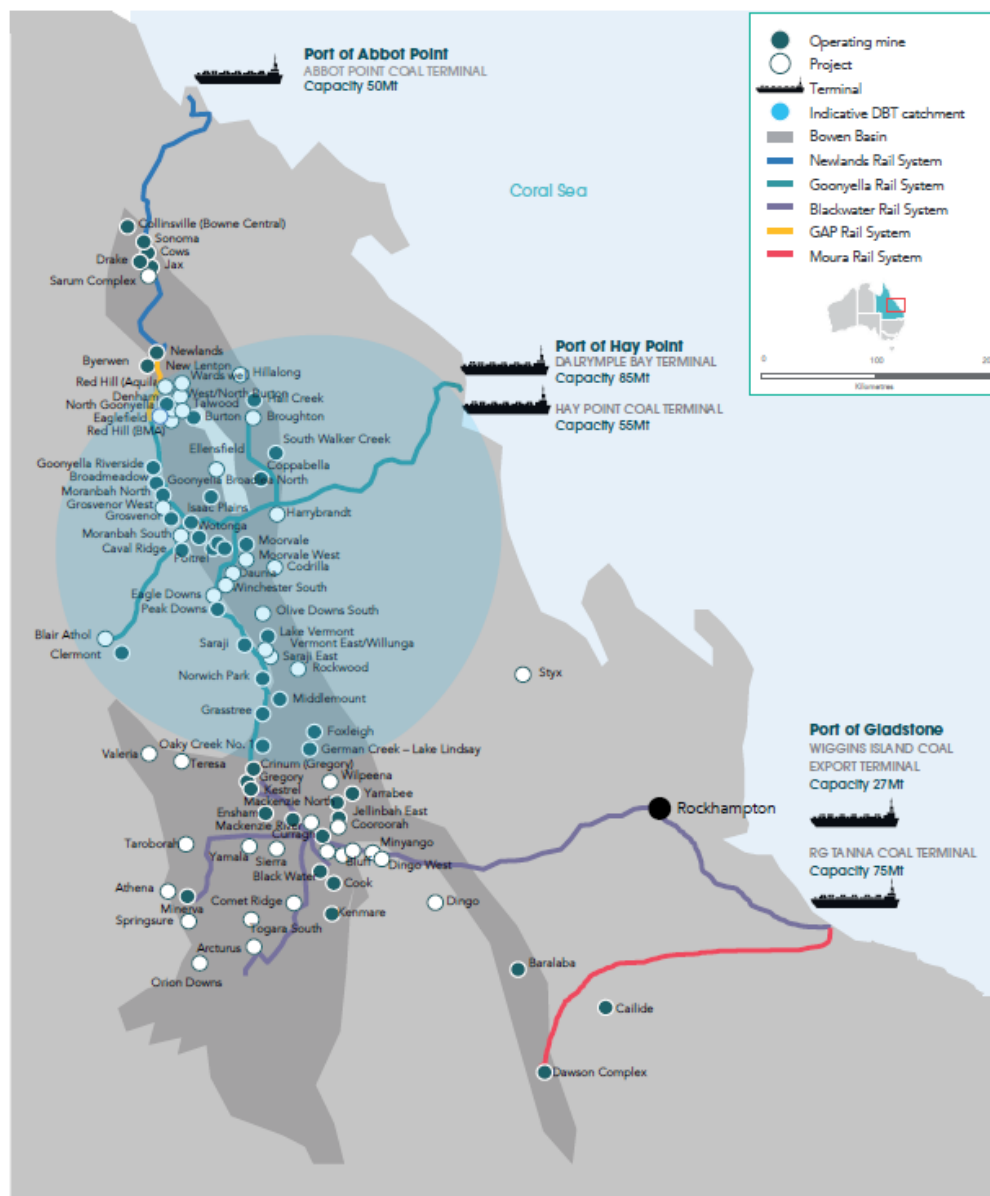 Port of Abbot Point
ABBOT POINT COAL TERMINAL
Capacity 50Mt
Operating mine
Project
Terminal
Indicative DBT catchment
Bowen Basin
Newlands Rail System
Goonyella Rail System
Blackwater Rail System
GAP Rail System
Moura Rail System
0
100
20
Kilometres
Coral Sea
Collinsville (Bowne Central)
Sonoma
Cows
Drake
Jax
Sarum Complex
Port of Hay Point
DALRYMPLE BAY TERMINAL
Capacity 85Mt
HAY POINT COAL TERMINAL
Capacity 55Mt
Newlands
Byerwen
New Lenton
Wards we
Hillalong
Red Hill (Aquila
Denham
West/North Burton
Hall Creek
North Goonyella
Talwood
Eaglefield
Burton
Broughton
Red Hill (BMA)
South Walker Creek
Ellensfield
Coppabella
Goonyella Riverside
Broadmeadow
Goonyella Broadlea North
Moranbah North
Grosvenor West
Isaac Plains
Grosvenor
Harrybrandt
Wotonga
Moranbah South
Moorvale
Caval Ridge
Poitrel
Moorvale West
Codrilla
Daunia
Winchester South
Eagle Downs
Peak Downs
Olive Downs South
Blair Athol
Lake Vermont
Clermont
Saraji
Vermont East/Willunga
Saraji East
Rockwood
Styx
Norwich Park
Middlemount
Grasstree
Foxleigh
Oaky Creek No. 1
German Creek – Lake Lindsay
Valeria
Teresa
Crinum (Gregory)
Gregory
Wilpeena
Kestrel
Yarrabee
Mackenzie North
Ensham
Jellinbah East
Mackenzie River
Cooroorah
Curragh
Taroborah
Minyango
Yamala
Sierra
Bluff
Dingo West
Black Water
Cook
Athena
Minerva
Comet Ridge
Dingo
Springsure
Kenmare
Togara South
Arcturus
Orion Downs
Baralaba
Cailide
Dawson Complex
Rockhampton
Port of Gladstone
WIGGINS ISLAND COAL
EXPORT TERMINAL
Capacity 27Mt
RG TANNA COAL TERMINAL
Capacity 75Mt